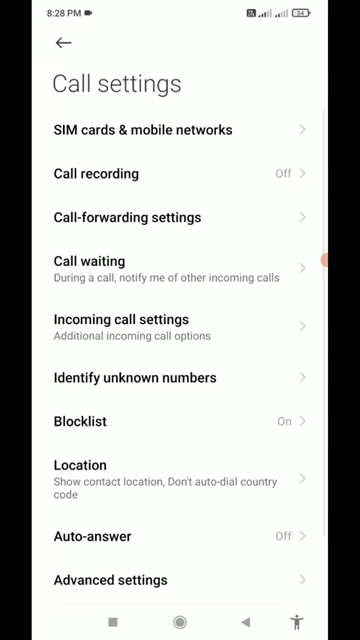 8:28 PM
34
Call settings
SIM cards & mobile networks
Call recording
Off
Call-forwarding settings
Call waiting
During a call, notify me of other incoming calls
Incoming call settings
Additional incoming call options
Identify unknown numbers
Blocklist
On
Location
Show contact location, Don't auto-dial country
code
Auto-answer
Off
Advanced settings